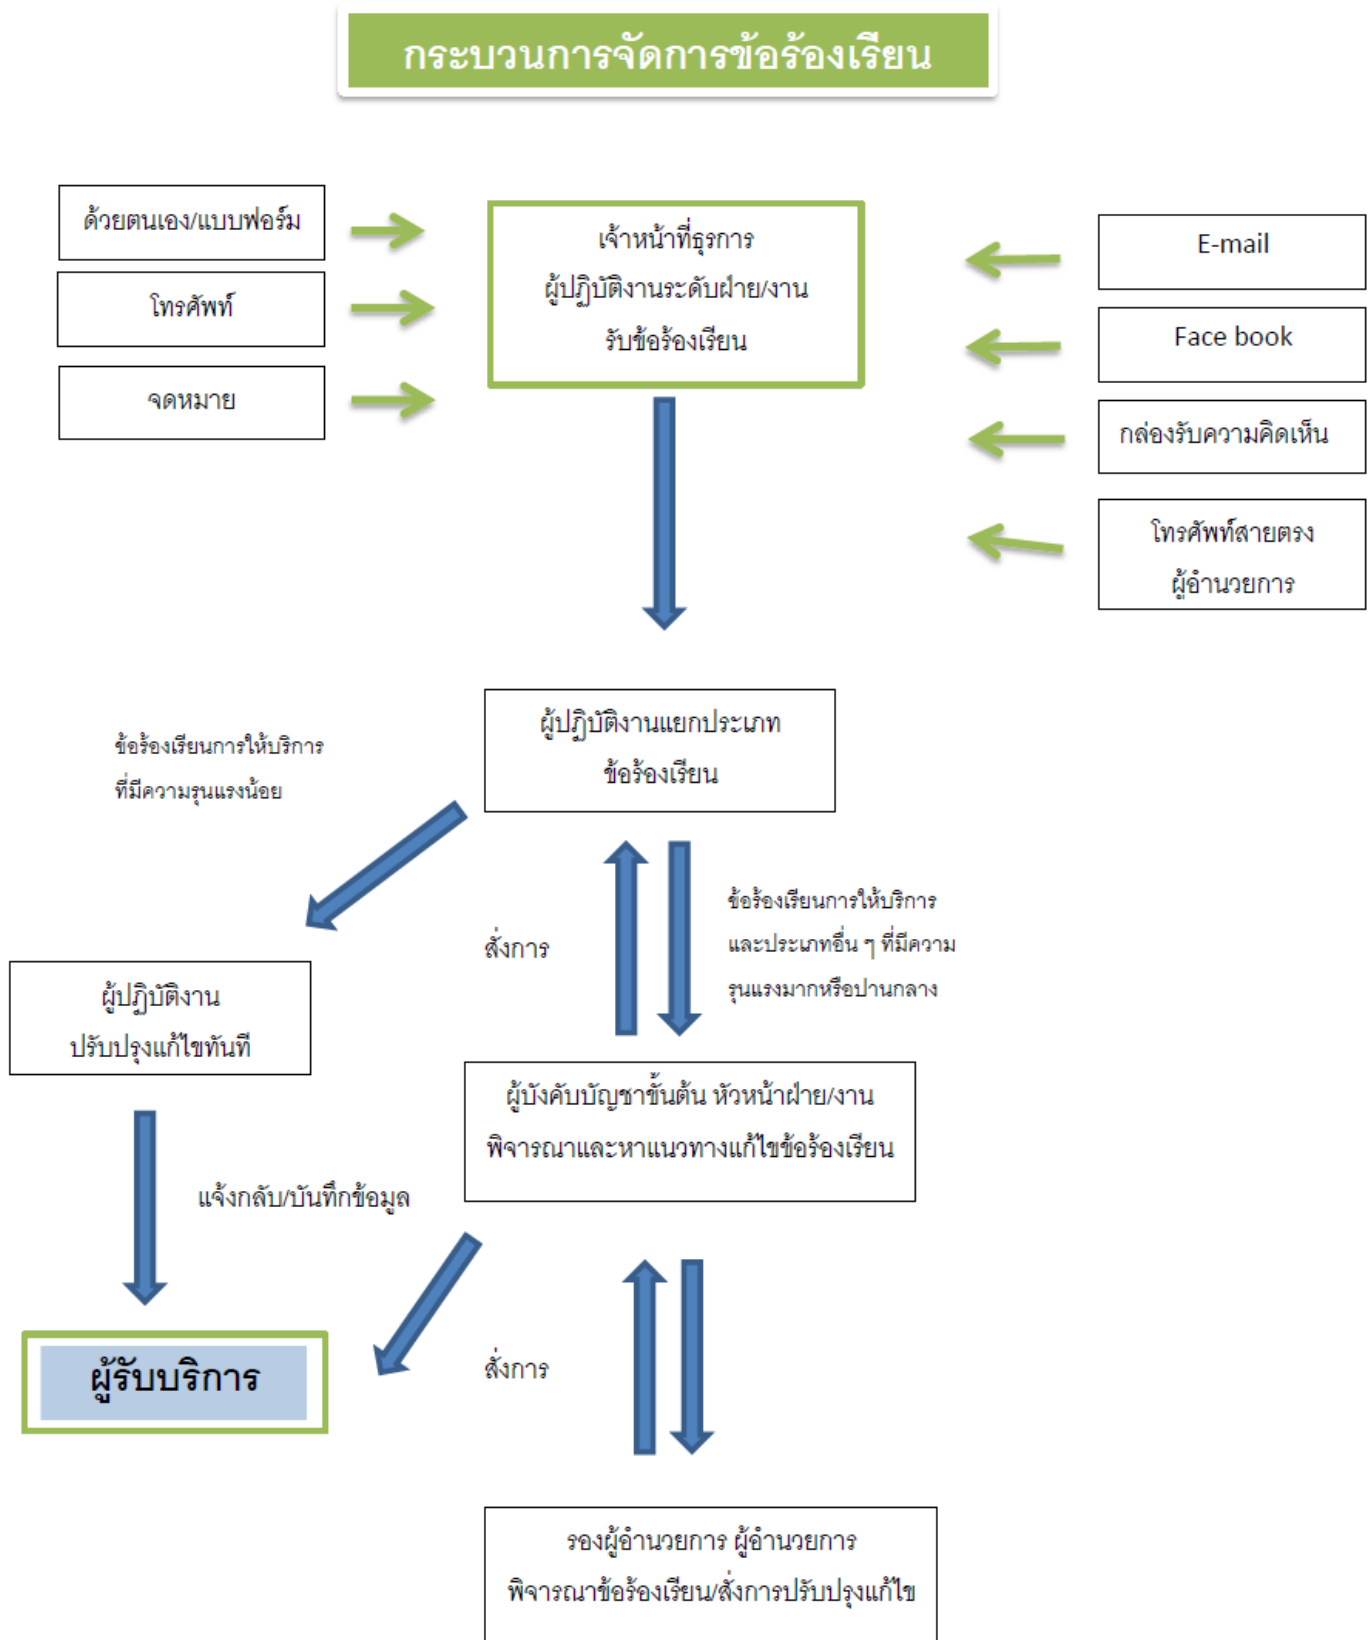 กระบวนการจัดการข้อร้องเรียน
ด้วยตนเอง/แบบฟอร์ม
โทรศัพท์
จดหมาย
เจ้าหน้าที่ธุรการ
ผู้ปฏิบัติงานระดับฝ่าย/งาน
รับข้อร้องเรียน
E-mail
Face book
กล่องรับความคิดเห็น
โทรศัพท์สายตรง
ผู้อำนวยการ
ผู้ปฏิบัติงานแยกประเภท
ข้อร้องเรียน
ข้อร้องเรียนการให้บริการ
ที่มีความรุนแรงน้อย
สั่งการ
ข้อร้องเรียนการให้บริการ
และประเภทอื่น ๆ ที่มีความ
รุนแรงมากหรือปานกลาง
ผู้ปฏิบัติงาน
ปรับปรุงแก้ไขทันที
ผู้บังคับบัญชาขั้นต้น หัวหน้าฝ่าย/งาน
พิจารณาและหาแนวทางแก้ไขข้อร้องเรียน
แจ้งกลับ/บันทึกข้อมูล
ผู้รับบริการ
สั่งการ
รองผู้อำนวยการ ผู้อำนวยการ
พิจารณาข้อร้องเรียน/สั่งการปรับปรุงแก้ไข